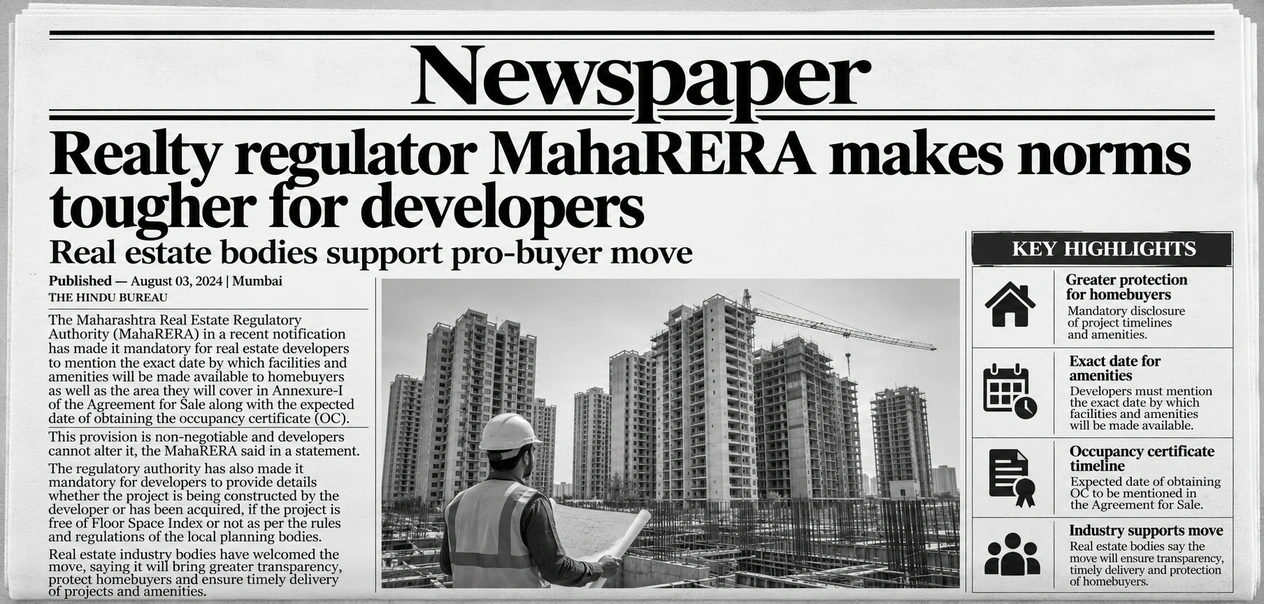 Newspaper
Realty regulator MahaRERA makes norms
tougher for developers
Real estate bodies support pro-buyer move
Published — August 03, 2024 | Mumbai
THE HINDU BUREAU
The Maharashtra Real Estate Regulatory
Authority (MahaRERA) in a recent notification
has made it mandatory for real estate developers
to mention the exact date by which facilities and
amenities will be made available to homebuyers
as well as the area they will cover in Annexure-I
of the Agreement for Sale along with the expected
date of obtaining the occupancy certificate (OC).
This provision is non-negotiable and developers
cannot alter it, the MahaRERA said in a statement.
The regulatory authority has also made it
mandatory for developers to provide details
whether the project is being constructed by the
developer or has been acquired, if the project is
free of Floor Space Index or not as per the rules
and regulations of the local planning bodies.
Real estate industry bodies have welcomed the
move, saying it will bring greater transparency,
protect homebuyers and ensure timely delivery
of projects and amenities.
KEY HIGHLIGHTS
Greater protection
for homebuyers
Mandatory disclosure
of project timelines
and amenities.
Exact date for
amenities
Developers must mention
the exact date by which
facilities and amenities
will be made available.
Occupancy certificate
timeline
Expected date of obtaining
OC to be mentioned in
the Agreement for Sale.
Industry supports move
Real estate bodies say the
move will ensure transparency,
timely delivery and protection
of homebuyers.